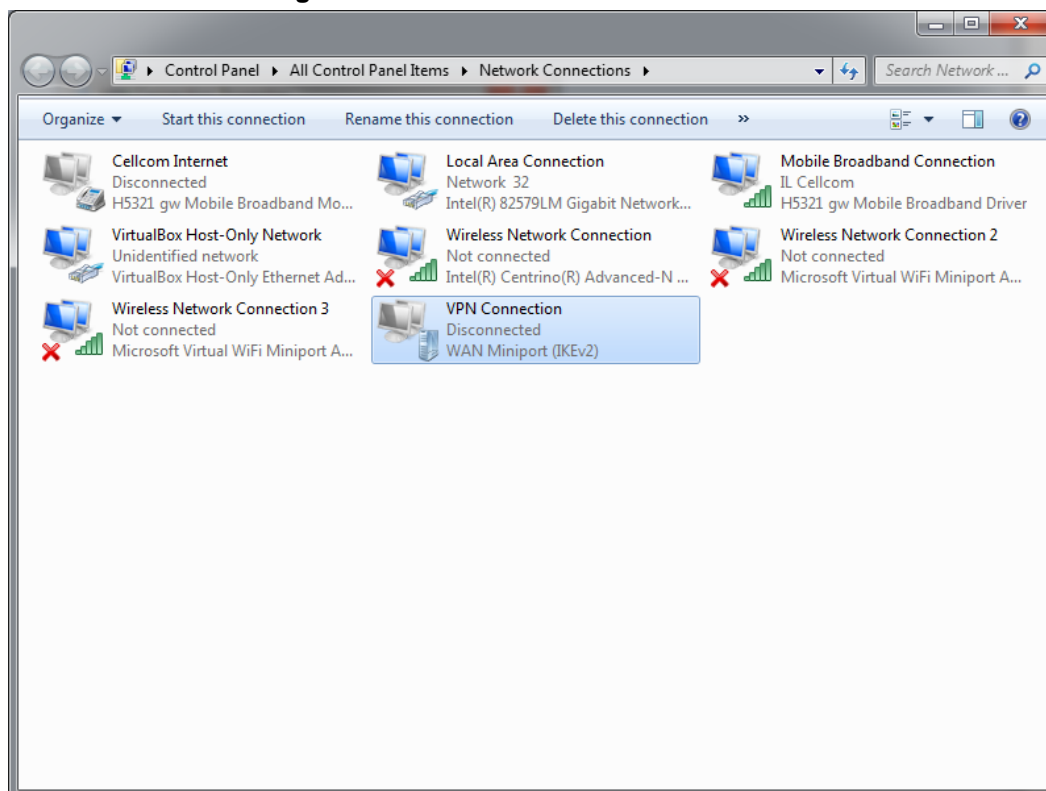 Control Panel ▸ All Control Panel Items ▸ Network Connections ▸
Search Network ...
Organize
Start this connection
Rename this connection
Delete this connection
»
Cellcom Internet
Disconnected
H5321 gw Mobile Broadband Mo...
Local Area Connection
Network 32
Intel(R) 82579LM Gigabit Network...
Mobile Broadband Connection
IL Cellcom
H5321 gw Mobile Broadband Driver
VirtualBox Host-Only Network
Unidentified network
VirtualBox Host-Only Ethernet Ad...
Wireless Network Connection
Not connected
Intel(R) Centrino(R) Advanced-N ...
Wireless Network Connection 2
Not connected
Microsoft Virtual WiFi Miniport A...
Wireless Network Connection 3
Not connected
Microsoft Virtual WiFi Miniport A...
VPN Connection
Disconnected
WAN Miniport (IKEv2)